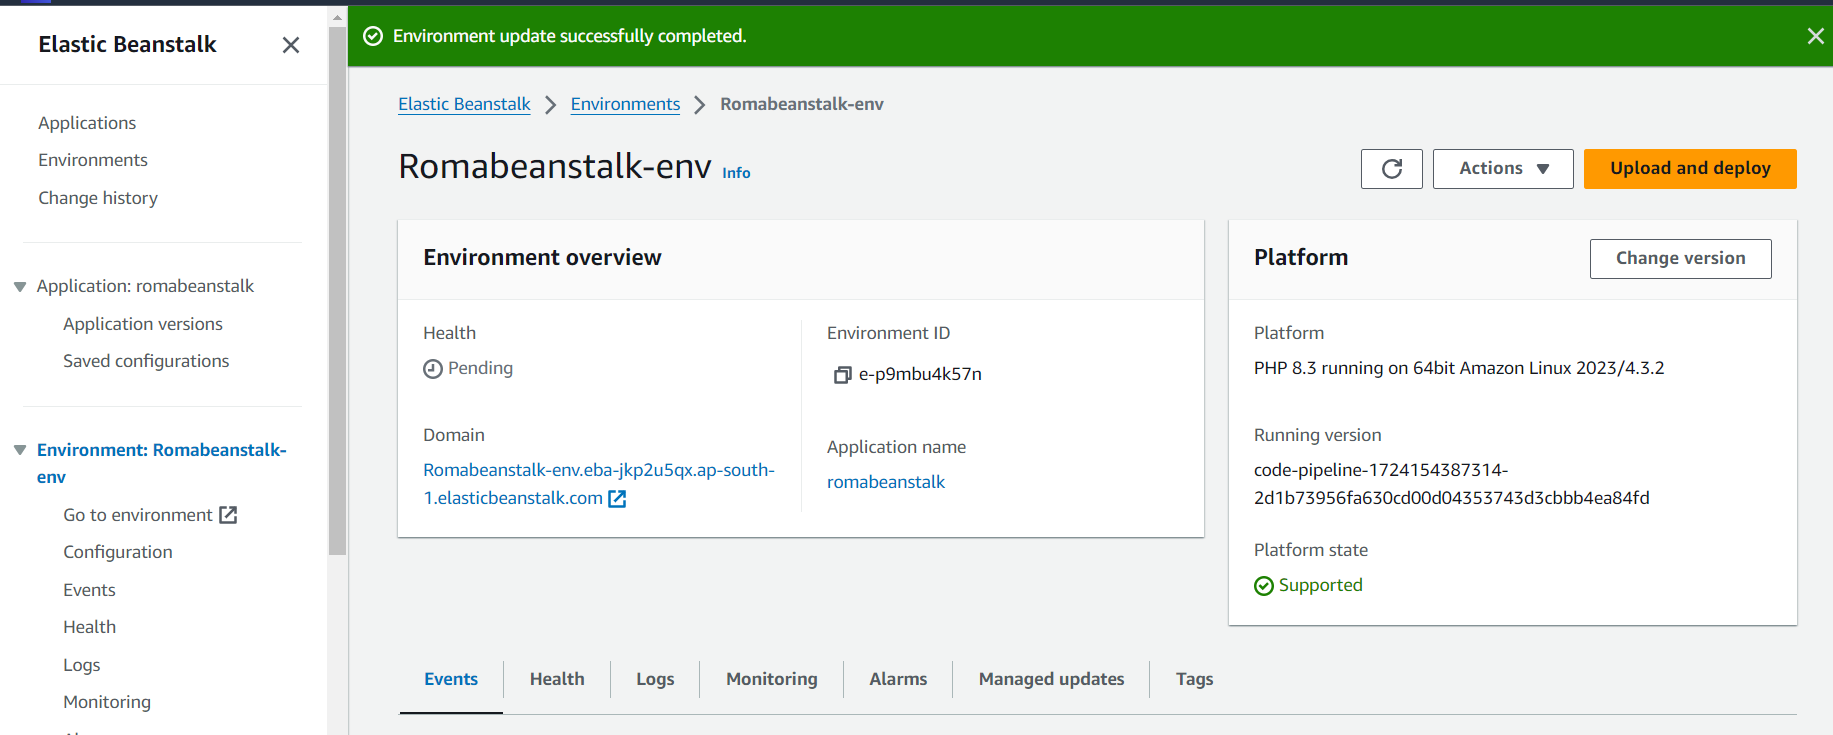 Elastic Beanstalk
Applications
Environments
Change history
Application: romabeanstalk
Application versions
Saved configurations
Environment: Romabeanstalk-
env
Go to environment
Configuration
Events
Health
Logs
Monitoring
Environment update successfully completed.
Elastic Beanstalk > Environments > Romabeanstalk-env
Romabeanstalk-env Info
Actions
Upload and deploy
Environment overview
Health
Pending
Domain
Romabeanstalk-env.eba-jkp2u5qx.ap-south-
1.elasticbeanstalk.com
Environment ID
e-p9mbu4k57n
Application name
romabeanstalk
Platform
Change version
Platform
PHP 8.3 running on 64bit Amazon Linux 2023/4.3.2
Running version
code-pipeline-1724154387314-
2d1b73956fa630cd00d04353743d3cbbb4ea84fd
Platform state
Supported
Events Health Logs Monitoring Alarms Managed updates Tags